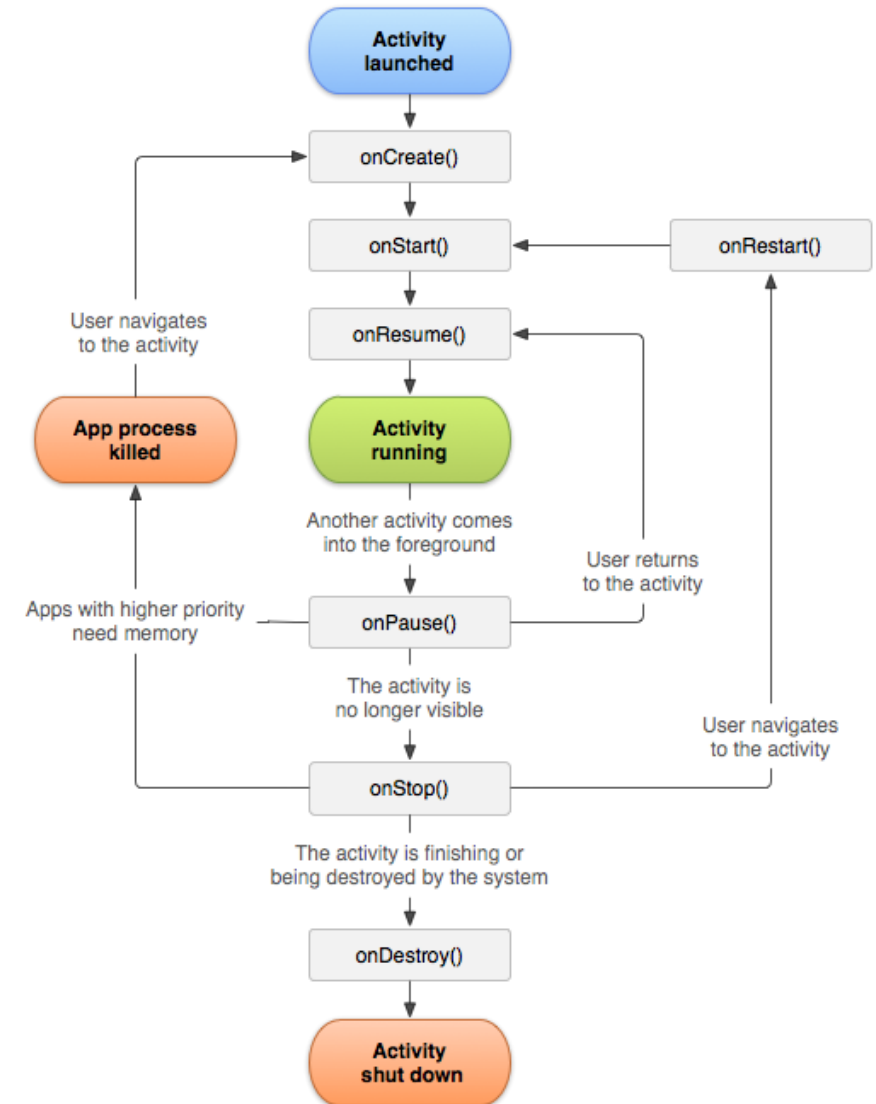 Activity
launched
onCreate()
onStart()
onRestart()
User navigates
to the activity
onResume()
App process
killed
Activity
running
Another activity comes
into the foreground
User returns
to the activity
Apps with higher priority
need memory
onPause()
The activity is
no longer visible
User navigates
to the activity
onStop()
The activity is finishing or
being destroyed by the system
onDestroy()
Activity
shut down